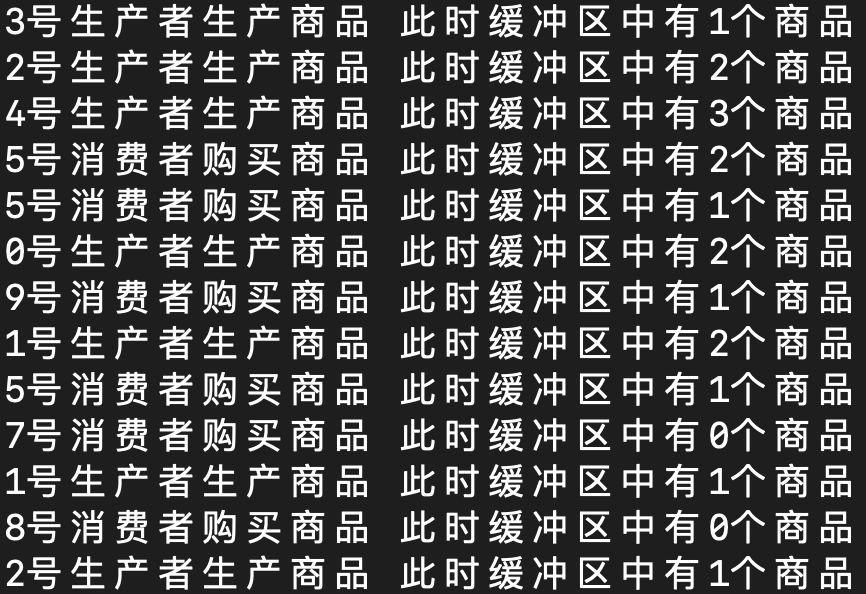 3号生产者生产商品 此时缓冲区中有1个商品
2号生产者生产商品 此时缓冲区中有2个商品
4号生产者生产商品 此时缓冲区中有3个商品
5号消费者购买商品 此时缓冲区中有2个商品
5号消费者购买商品 此时缓冲区中有1个商品
0号生产者生产商品 此时缓冲区中有2个商品
9号消费者购买商品 此时缓冲区中有1个商品
1号生产者生产商品 此时缓冲区中有2个商品
5号消费者购买商品 此时缓冲区中有1个商品
7号消费者购买商品 此时缓冲区中有0个商品
1号生产者生产商品 此时缓冲区中有1个商品
8号消费者购买商品 此时缓冲区中有0个商品
2号生产者生产商品 此时缓冲区中有1个商品